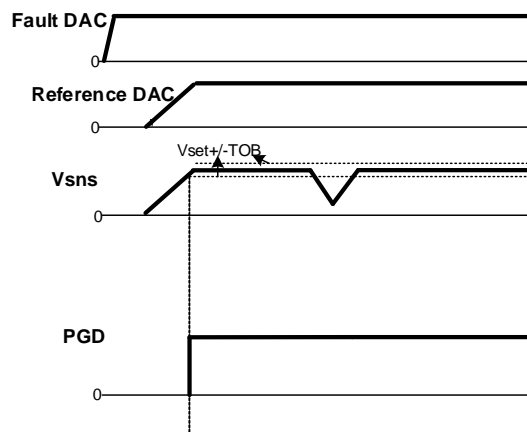 Fault DAC
0
Reference DAC
0
Vset+/-TOB
Vsns
0
PGD
0